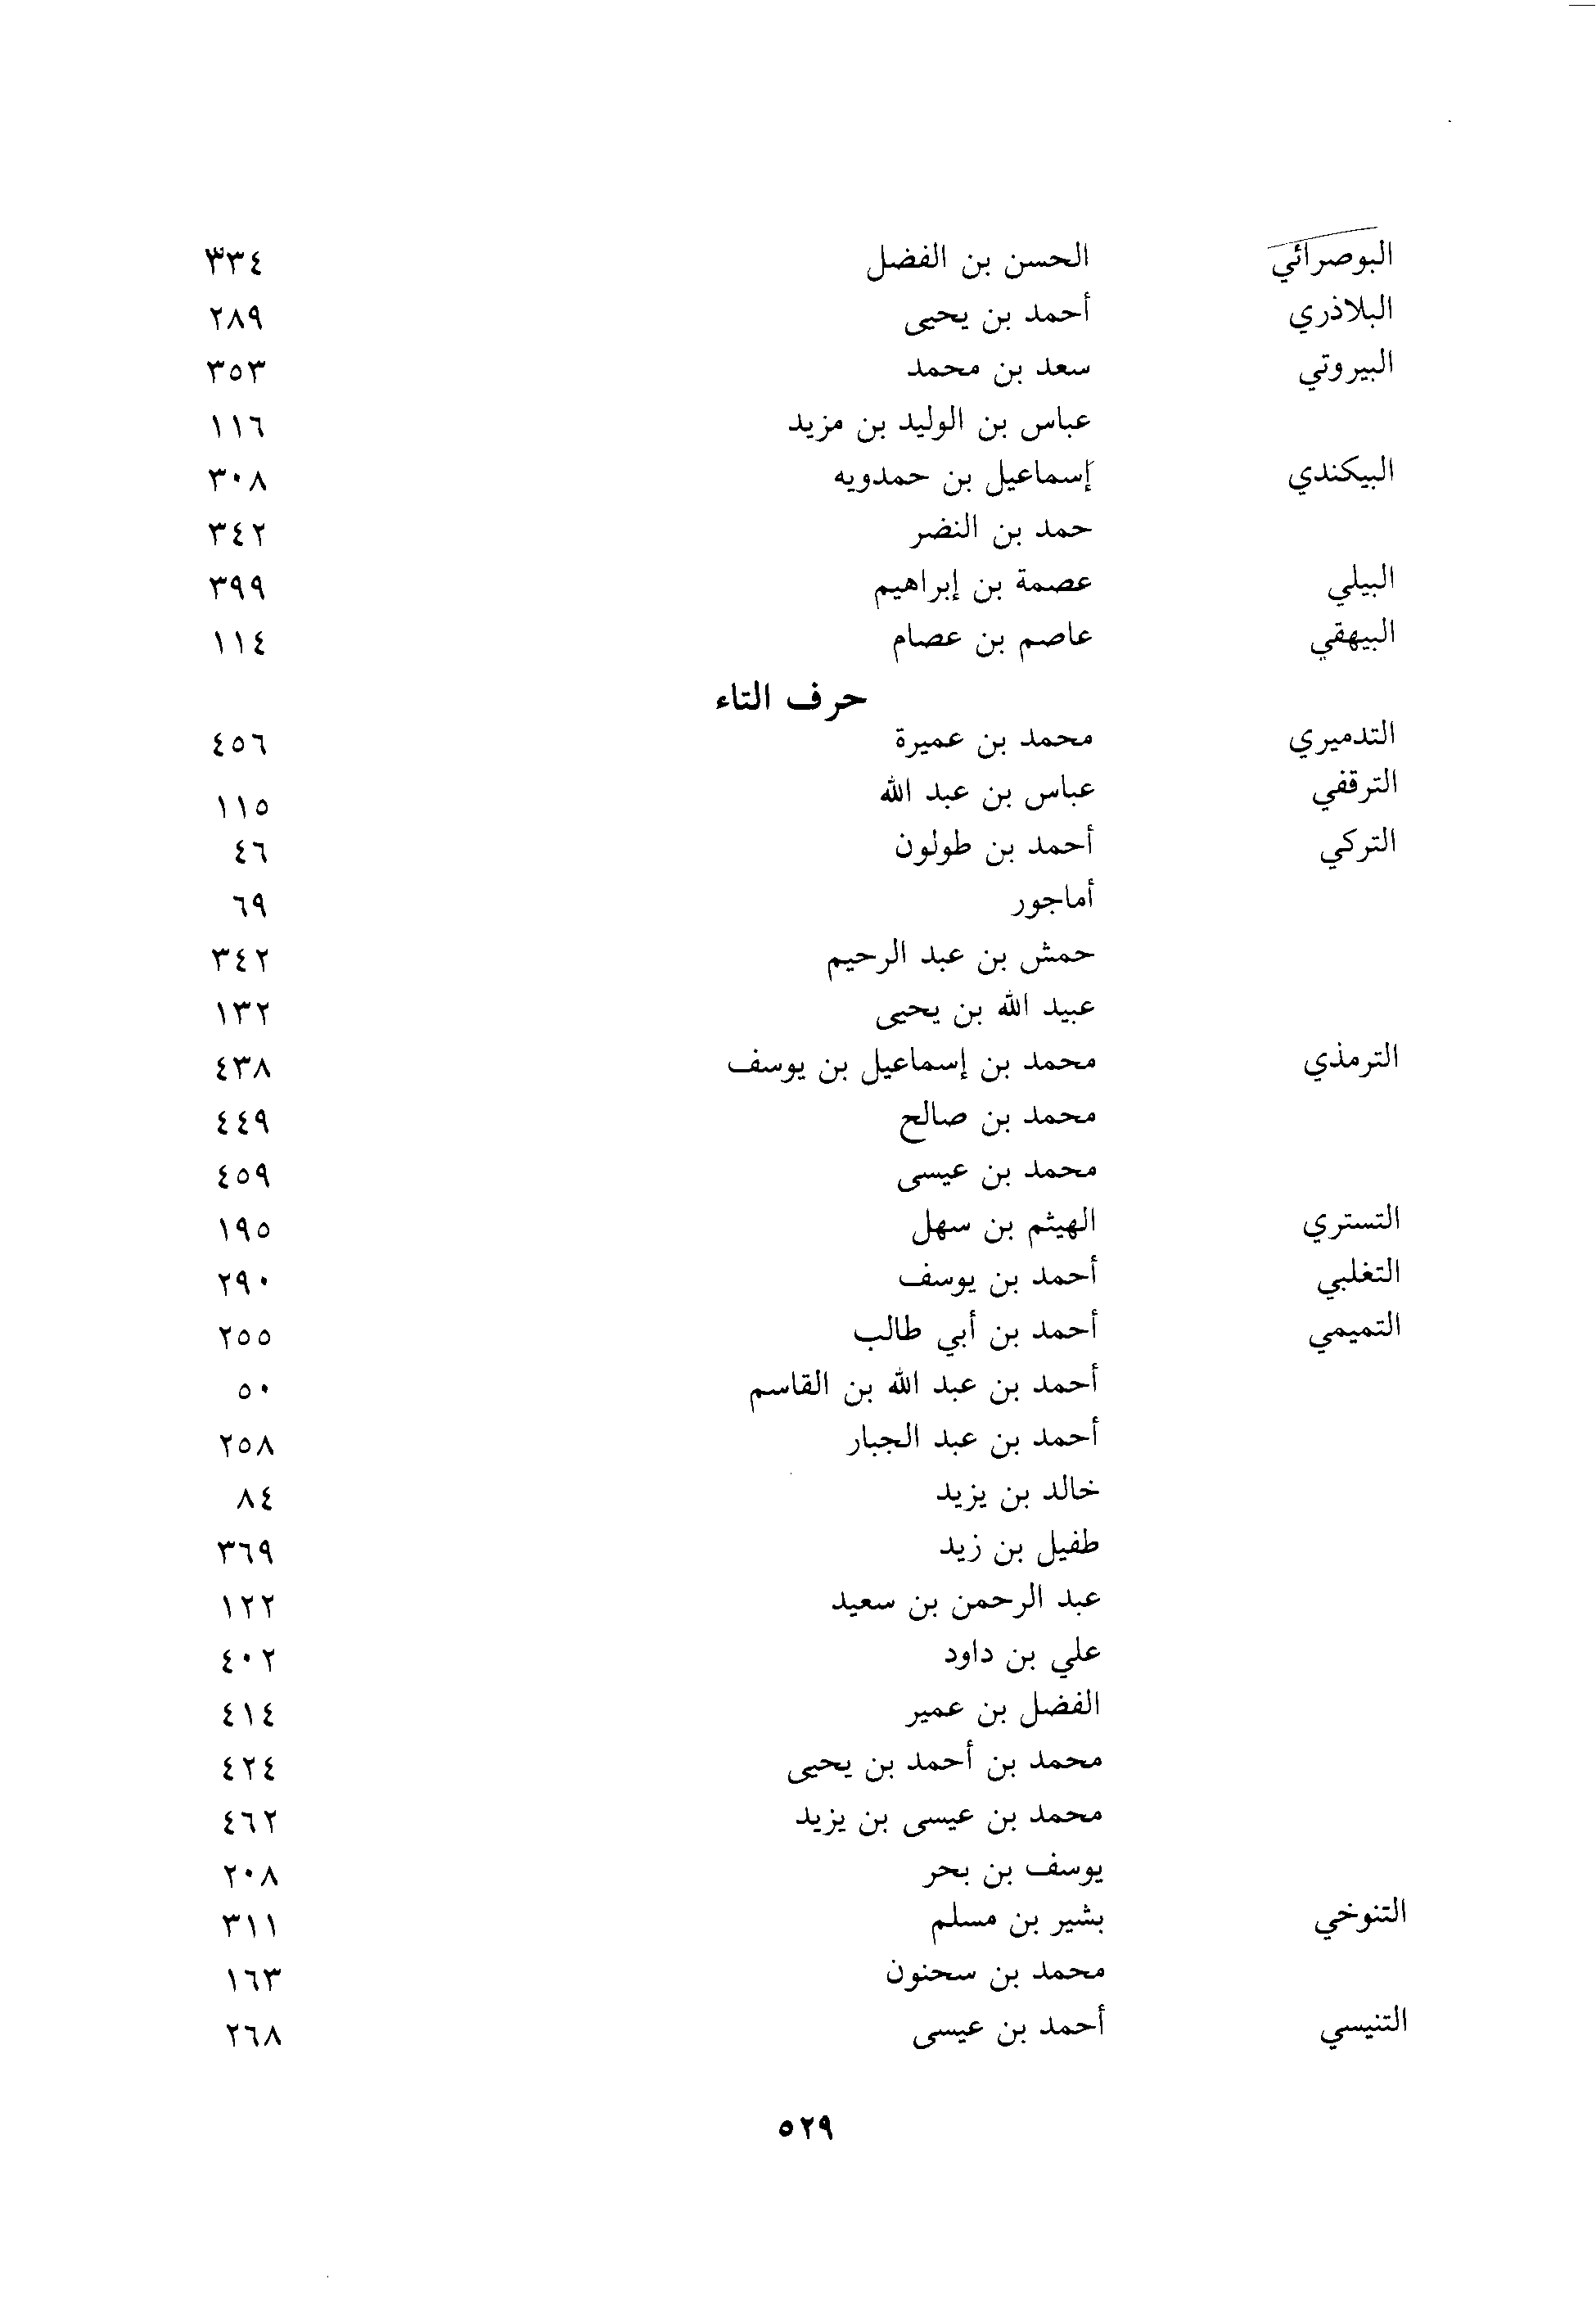 البوصرائي الحسن بن الفضل ٣٣٤
البلاذري أحمد بن يحيى ٢٨٩
البيروتي سعد بن محمد ٣٥٣
عباس بن الوليد بن مزيد ١١٦
البيكندي إسماعيل بن حمدويه ٣٠٨
حمد بن النضر ٣٤٢
البيلي عصمة بن إبراهيم ٣٩٩
البيهقي عاصم بن عصام ١١٤
حرف التاء
التدميري محمد بن عميرة ٤٥٦
الترقفي عباس بن عبد الله ١١٥
التركي أحمد بن طولون ٤٦
أماجور ٦٩
حمش بن عبد الرحيم ٣٤٢
عبيد الله بن يحيى ١٣٢
الترمذي محمد بن إسماعيل بن يوسف ٤٣٨
محمد بن صالح ٤٤٩
محمد بن عيسى ٤٥٩
التستري الهيثم بن سهل ١٩٥
التغلبي أحمد بن يوسف ٢٩٠
التميمي أحمد بن أبي طالب ٢٥٥
أحمد بن عبد الله بن القاسم ٥٠
أحمد بن عبد الجبار ٢٥٨
خالد بن يزيد ٨٤
طفيل بن زيد ٣٦٩
عبد الرحمن بن سعيد ١٢٢
علي بن داود ٤٠٢
الفضل بن عمير ٤١٤
محمد بن أحمد بن يحيى ٤٢٤
محمد بن عيسى بن يزيد ٤٦٢
يوسف بن بحر ٢٠٨
التنوخي بشير بن مسلم ٣١١
محمد بن سحنون ١٦٣
التنيسي أحمد بن عيسى ٢٦٨
٥٢٩